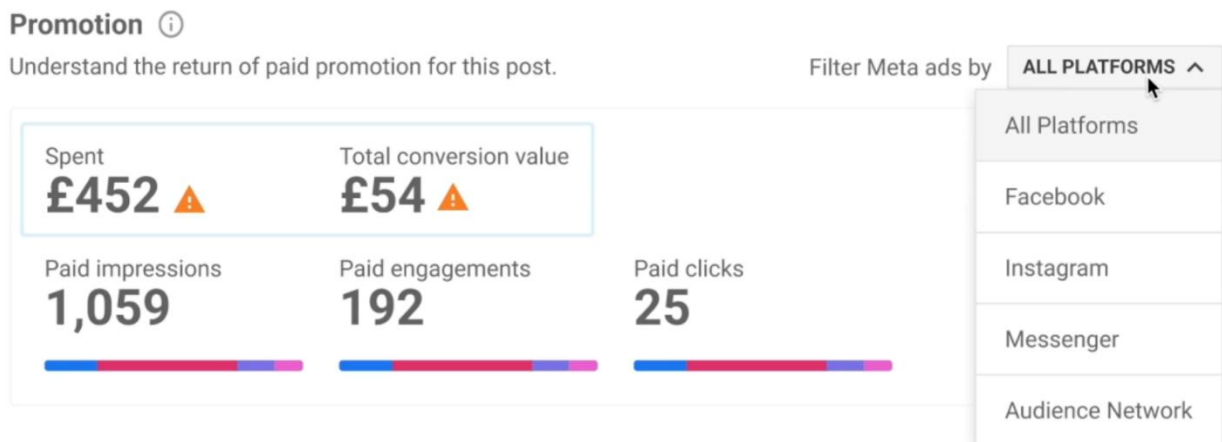 Promotion
Understand the return of paid promotion for this post.
Filter Meta ads by ALL PLATFORMS
All Platforms
Facebook
Instagram
Messenger
Audience Network
Spent
£452
Total conversion value
£54
Paid impressions
1,059
Paid engagements
192
Paid clicks
25